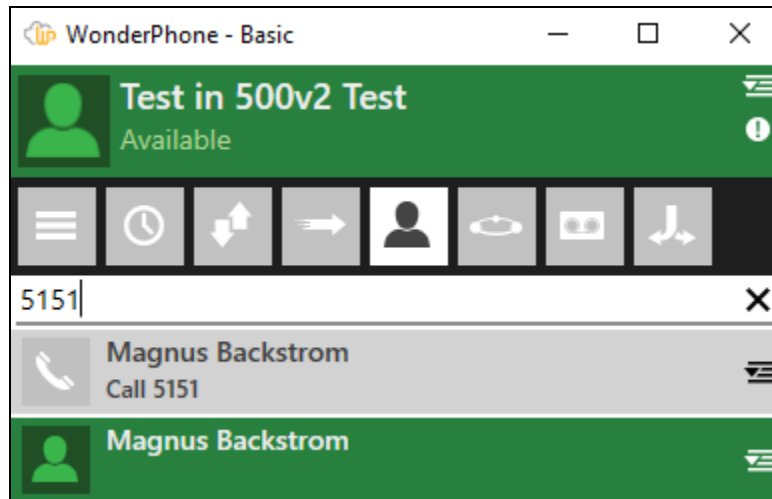 WonderPhone - Basic
Test in 500v2 Test
Available
5151
Magnus Backstrom
Call 5151
Magnus Backstrom